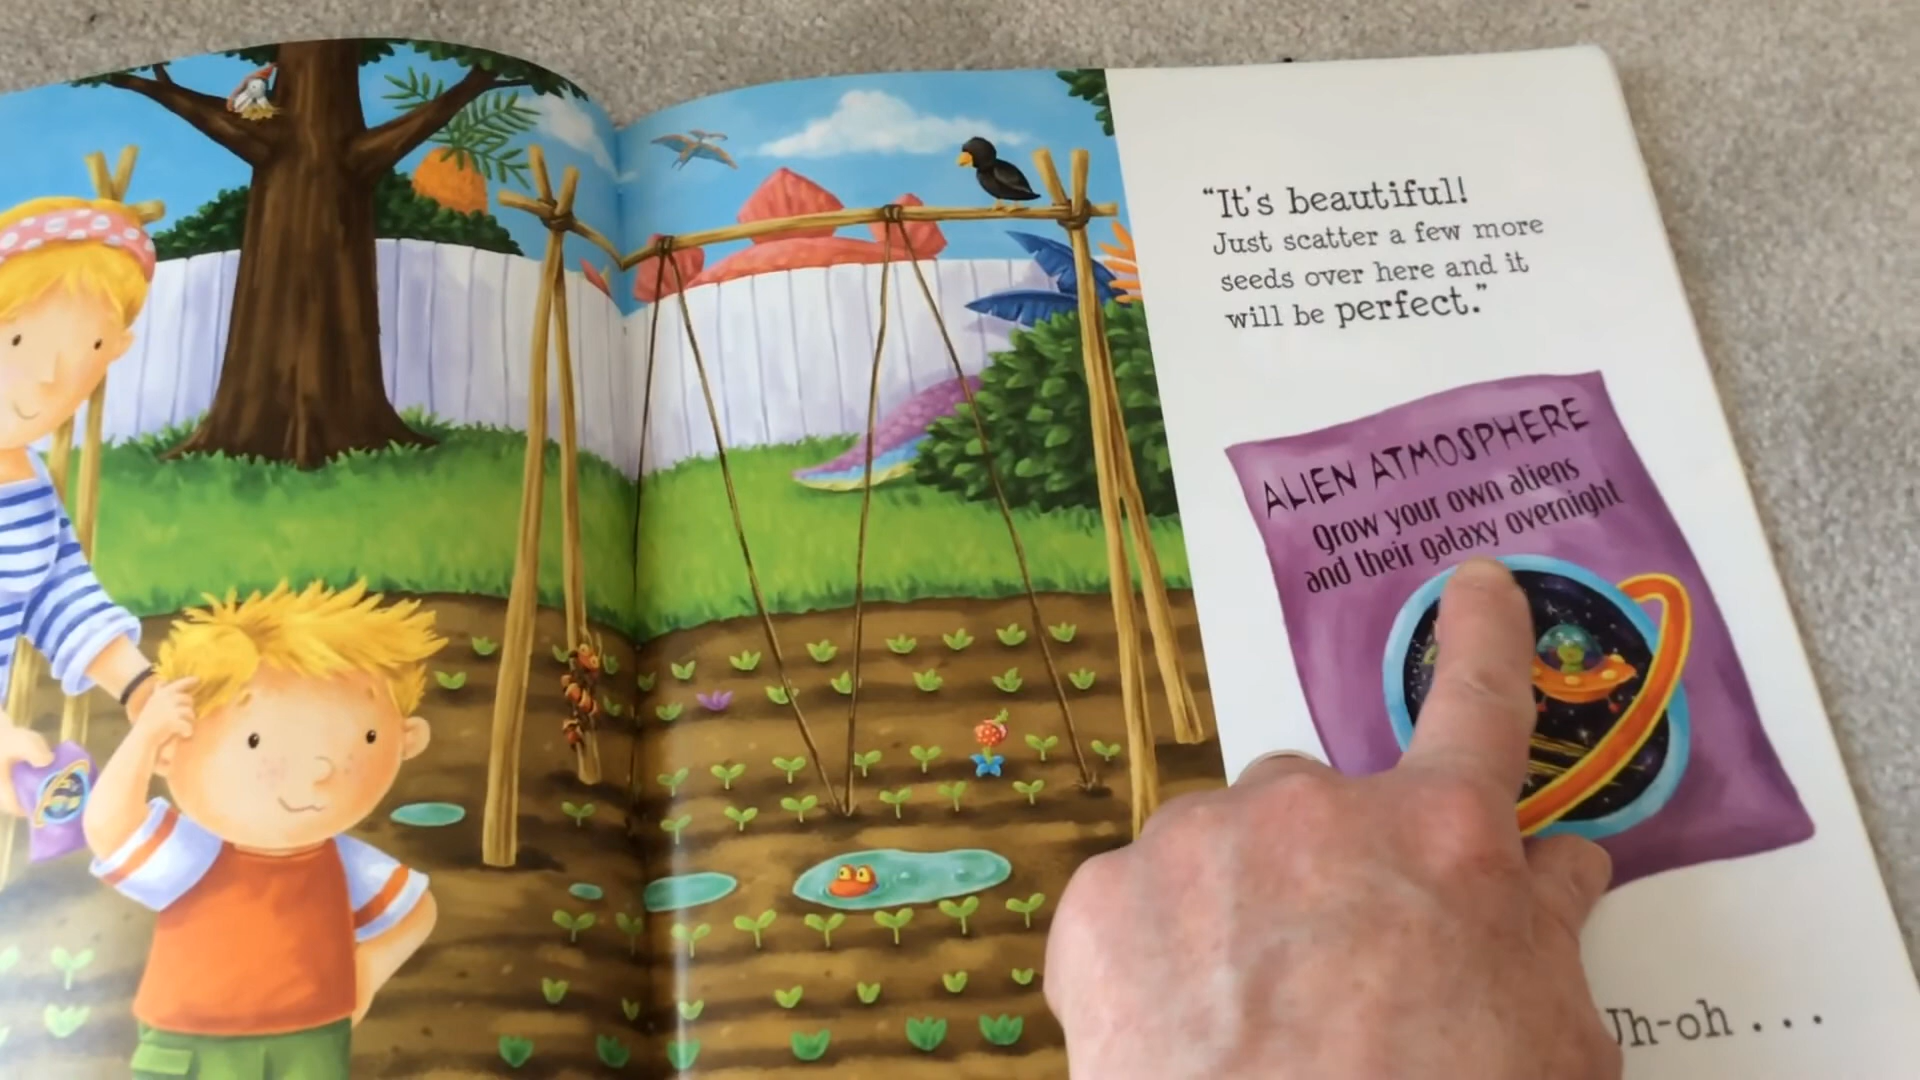 “It’s beautiful!
Just scatter a few more
seeds over here and it
will be perfect.”
ALIEN ATMOSPHERE
Grow your own aliens
and their galaxy overnight
Uh-oh . . .